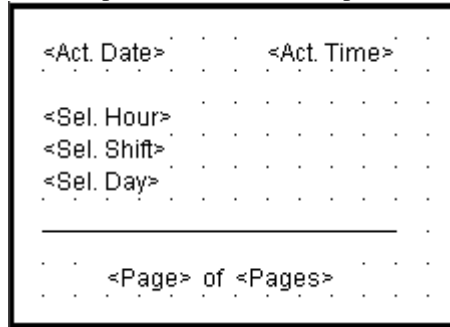 <Act. Date> <Act. Time>
<Sel. Hour>
<Sel. Shift>
<Sel. Day>
<Page> of <Pages>